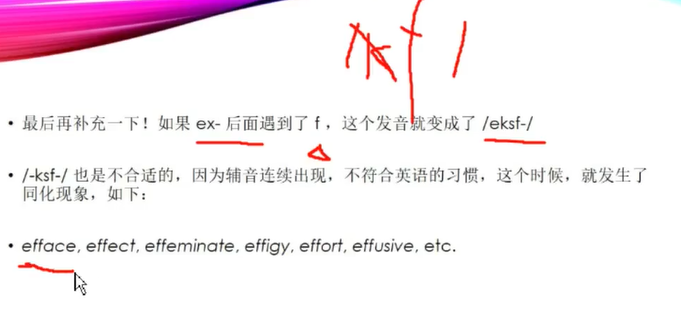 kf /
• 最后再补充一下！如果 ex- 后面遇到了 f ，这个发音就变成了 /eksf-/
• /-ksf-/ 也是不合适的，因为辅音连续出现，不符合英语的习惯，这个时候，就发生了
同化现象，如下：
• efface, effect, effeminate, effigy, effort, effusive, etc.